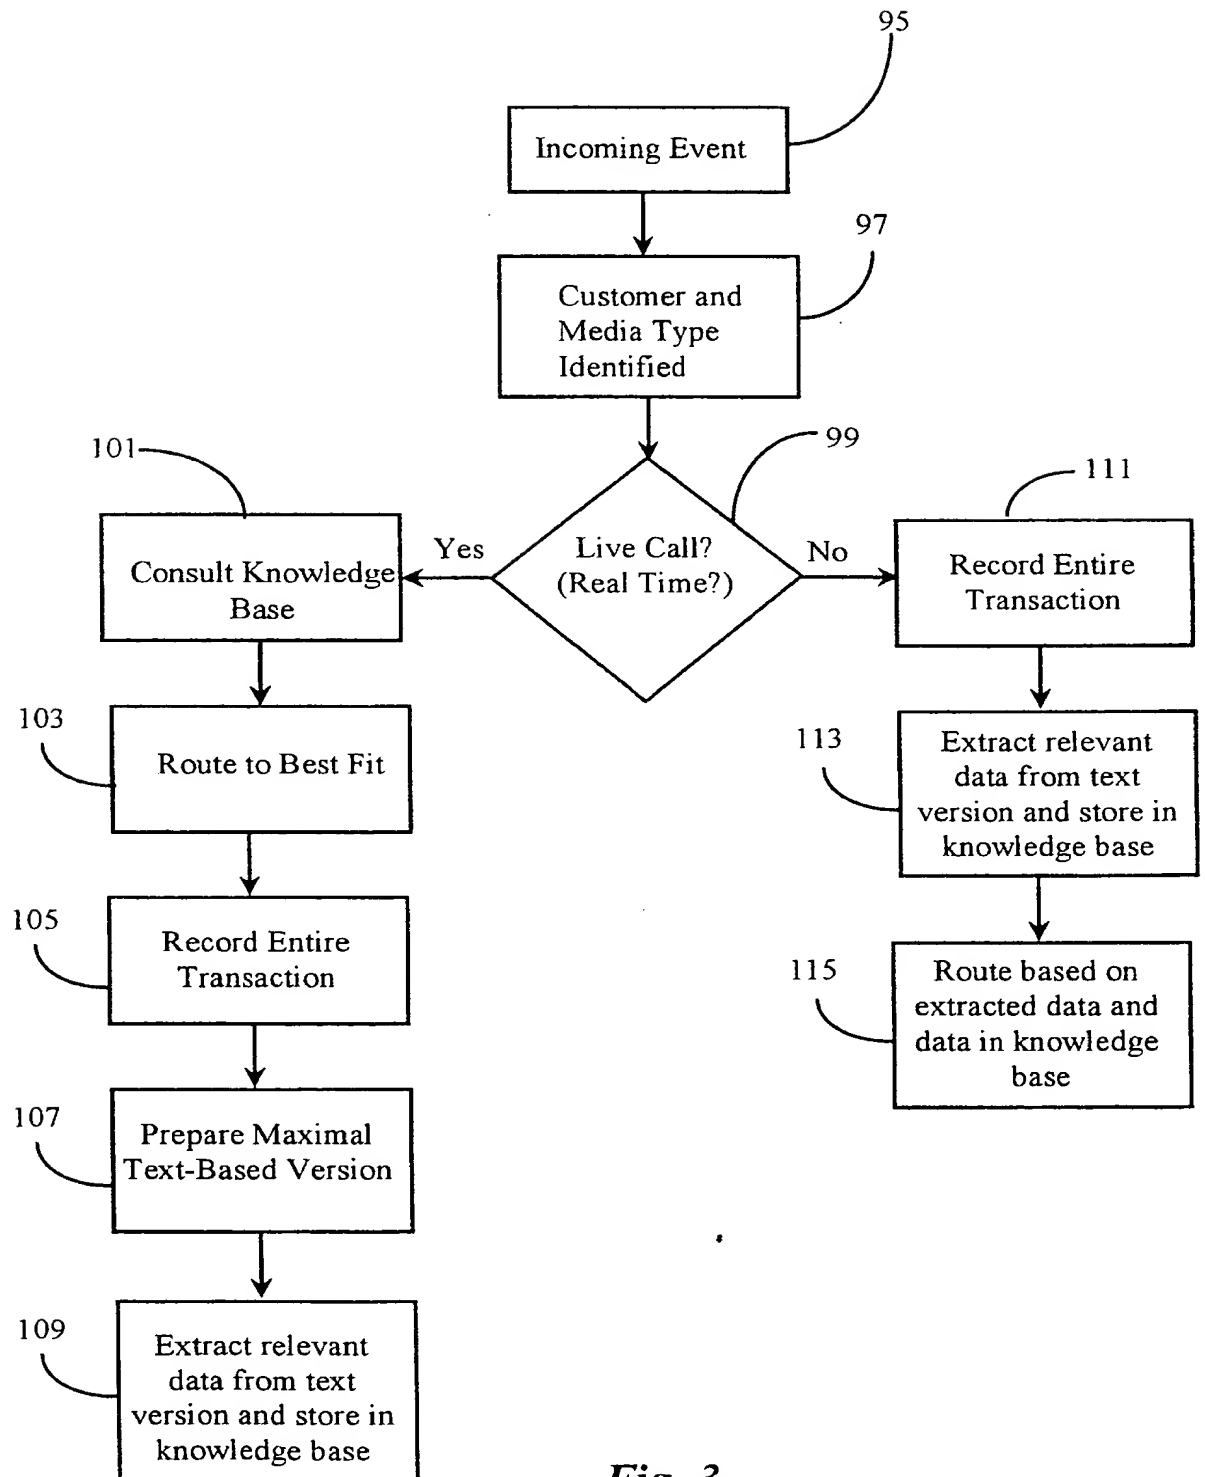 95
Incoming Event
97
Customer and
Media Type
Identified
99
Live Call?
(Real Time?)
Yes
No
101
Consult Knowledge
Base
103
Route to Best Fit
105
Record Entire
Transaction
107
Prepare Maximal
Text-Based Version
109
Extract relevant
data from text
version and store in
knowledge base
111
Record Entire
Transaction
113
Extract relevant
data from text
version and store in
knowledge base
115
Route based on
extracted data and
data in knowledge
base
Fig. 3